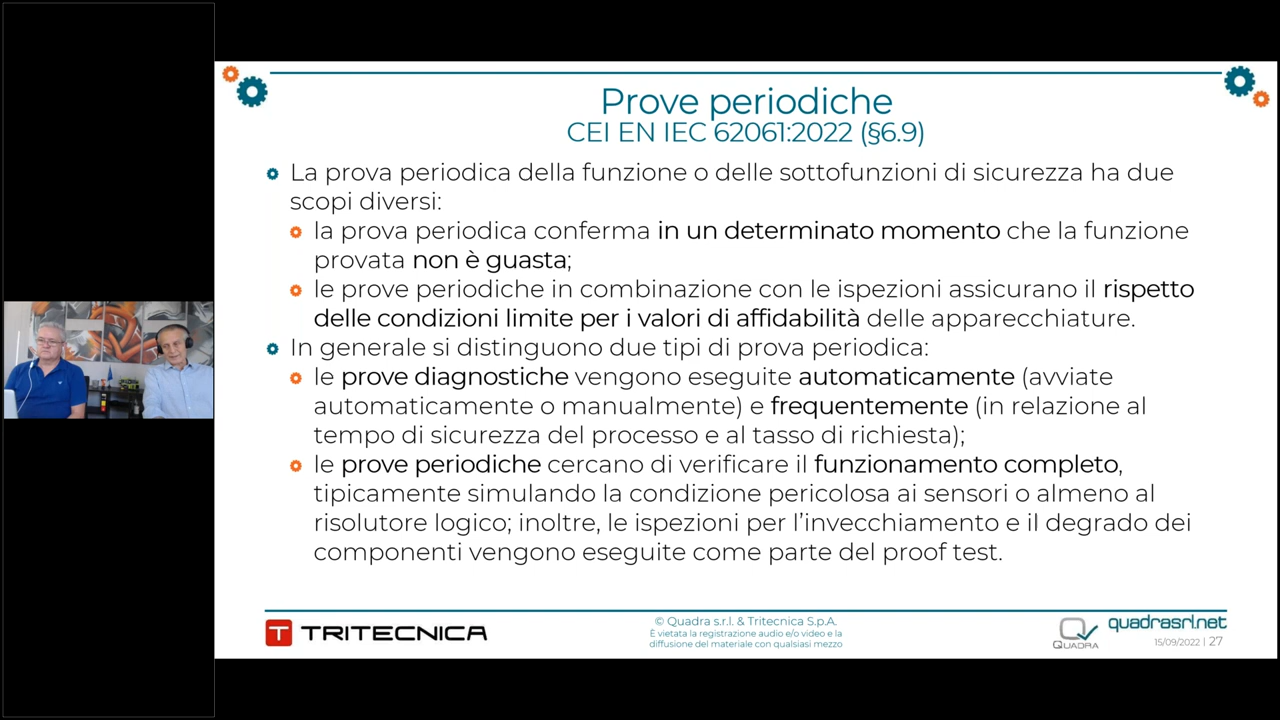 Prove periodiche
CEI EN IEC 62061:2022 (§6.9)
La prova periodica della funzione o delle sottofunzioni di sicurezza ha due
scopi diversi:
la prova periodica conferma in un determinato momento che la funzione
provata non è guasta;
le prove periodiche in combinazione con le ispezioni assicurano il rispetto
delle condizioni limite per i valori di affidabilità delle apparecchiature.
In generale si distinguono due tipi di prova periodica:
le prove diagnostiche vengono eseguite automaticamente (avviate
automaticamente o manualmente) e frequentemente (in relazione al
tempo di sicurezza del processo e al tasso di richiesta);
le prove periodiche cercano di verificare il funzionamento completo,
tipicamente simulando la condizione pericolosa ai sensori o almeno al
risolutore logico; inoltre, le ispezioni per l'invecchiamento e il degrado dei
componenti vengono eseguite come parte del proof test.
T TRITECNICA
© Quadra s.r.l. & Tritecnica S.p.A.
È vietata la registrazione audio e/o video e la
diffusione del materiale con qualsiasi mezzo
QUADRA
quadrasrl.net
15/09/2022 | 27